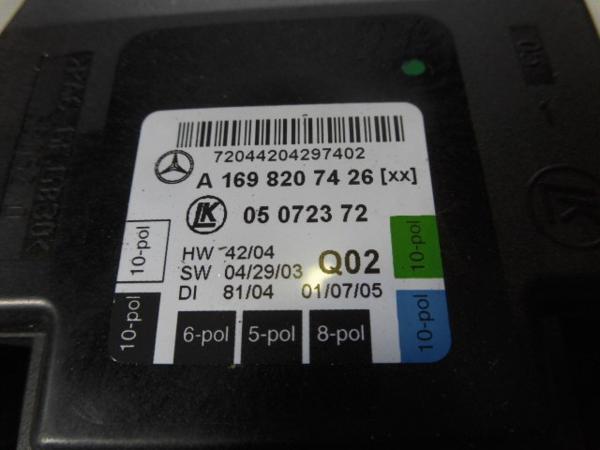 72044204297402
A 169 820 74 26 [xx]
LK 05 0723 72
HW 42/04
SW 04/29/03 Q02
DI 81/04 01/07/05
10-pol
10-pol
10-pol
10-pol
6-pol 5-pol 8-pol